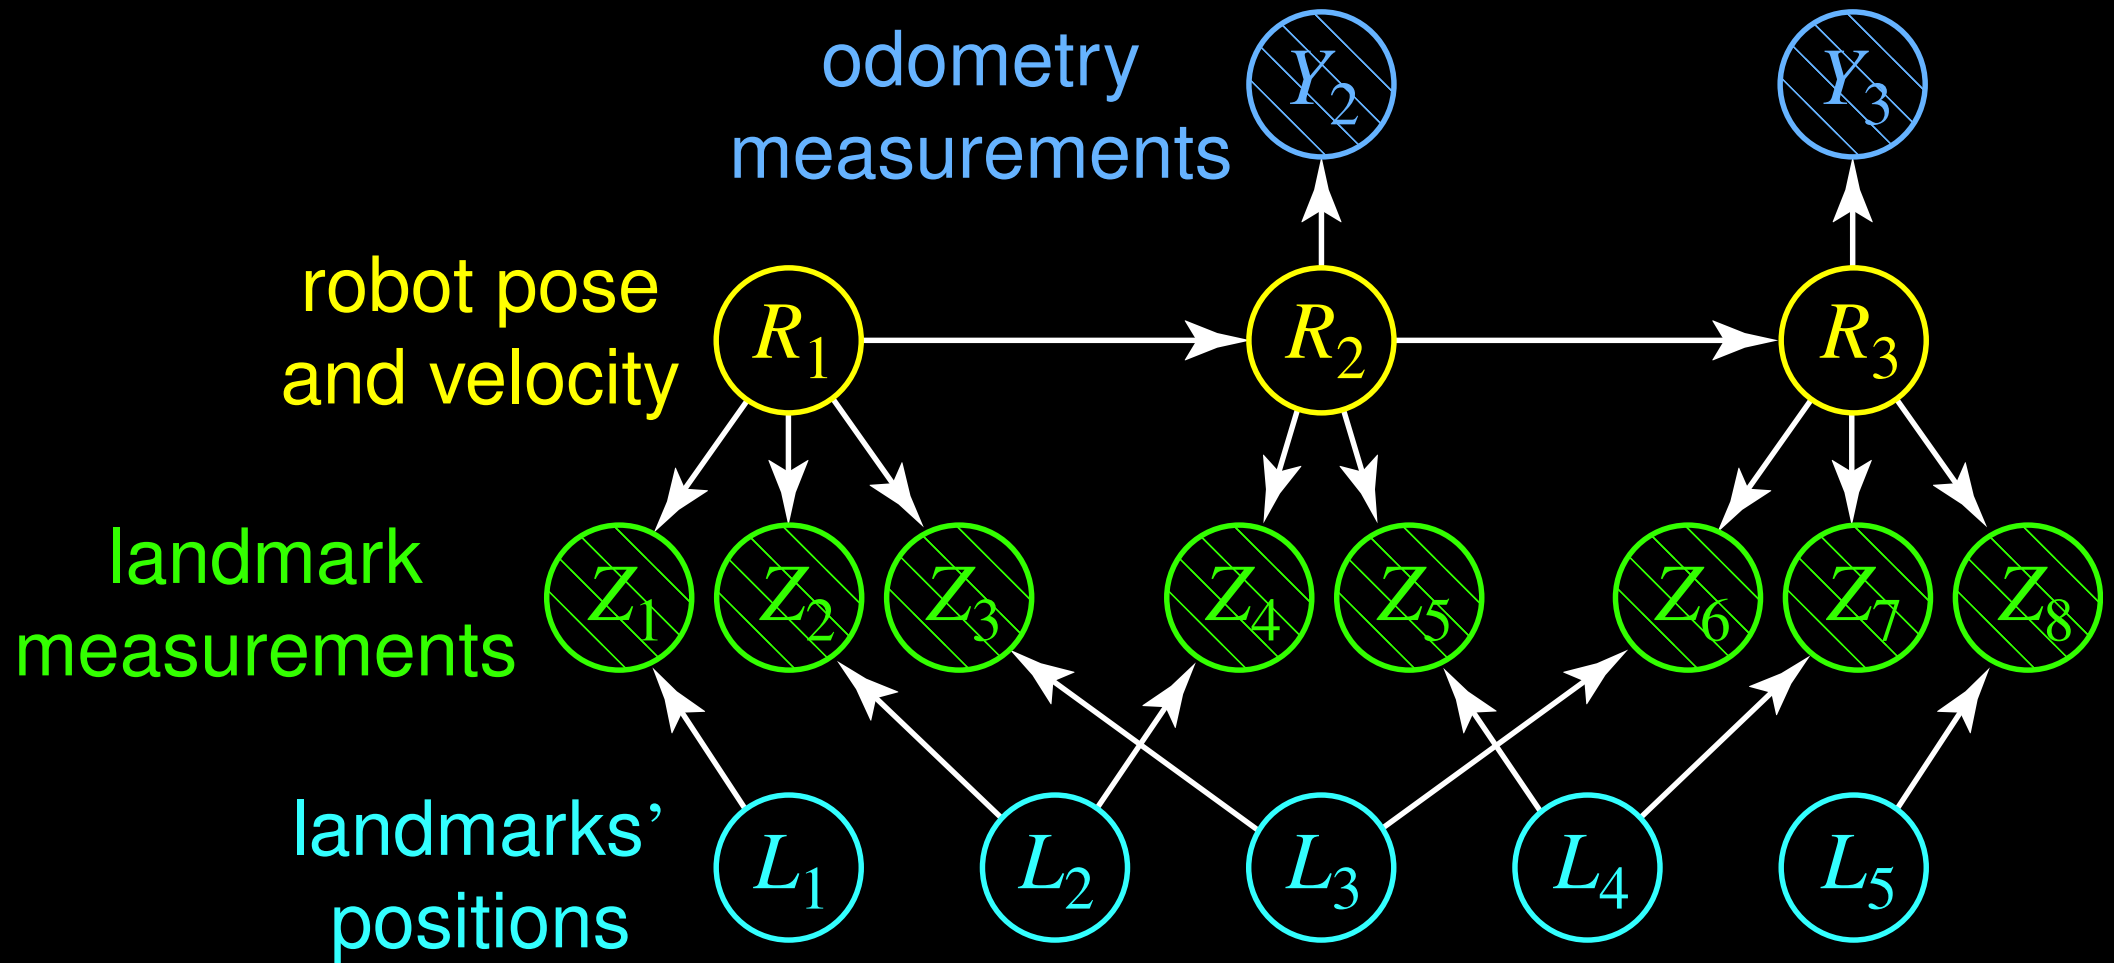 odometry
measurements
Y2
Y3
robot pose
and velocity
R1
R2
R3
landmark
measurements
Z1
Z2
Z3
Z4
Z5
Z6
Z7
Z8
landmarks’
positions
L1
L2
L3
L4
L5